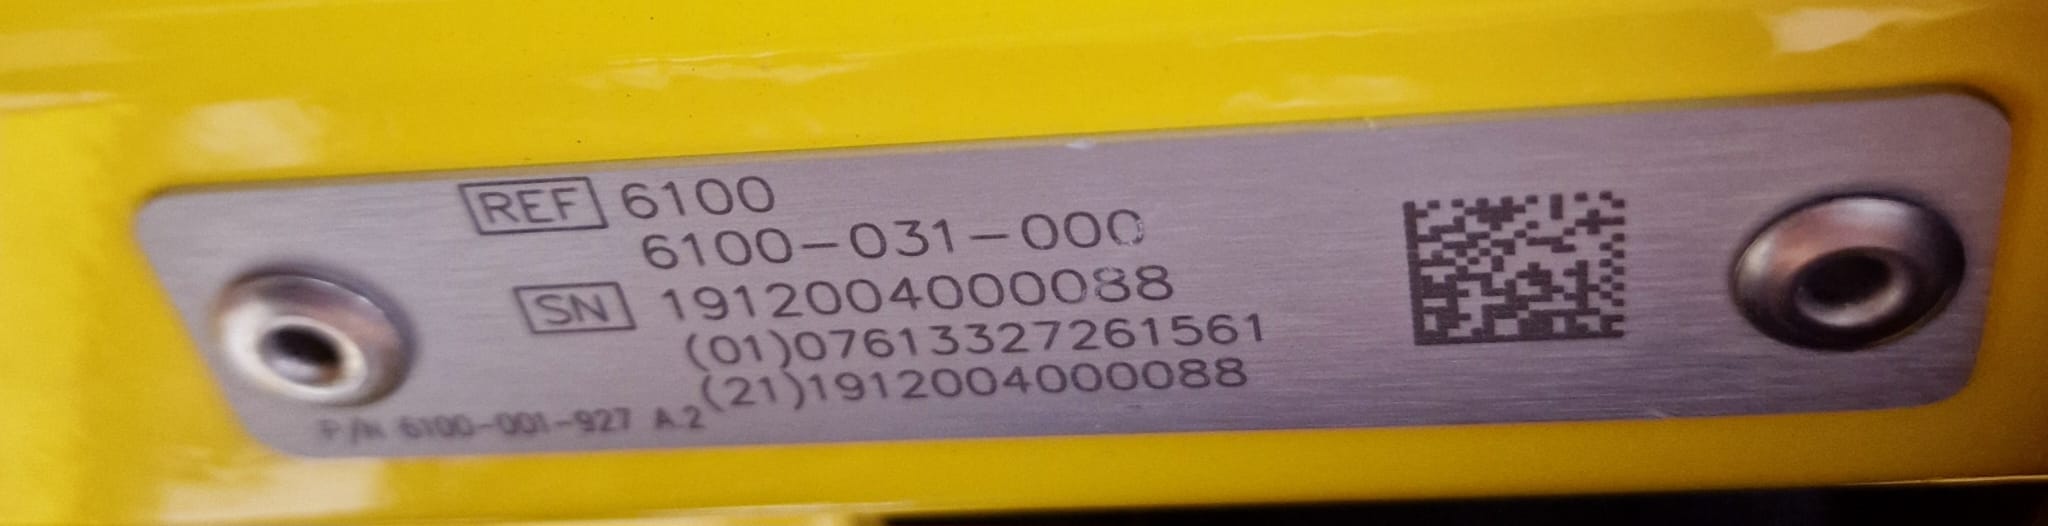 REF 6100
6100-031-000
SN 1912004000088
(01)07613327261561
(21)1912004000088
P/N 6100-001-927 A.2